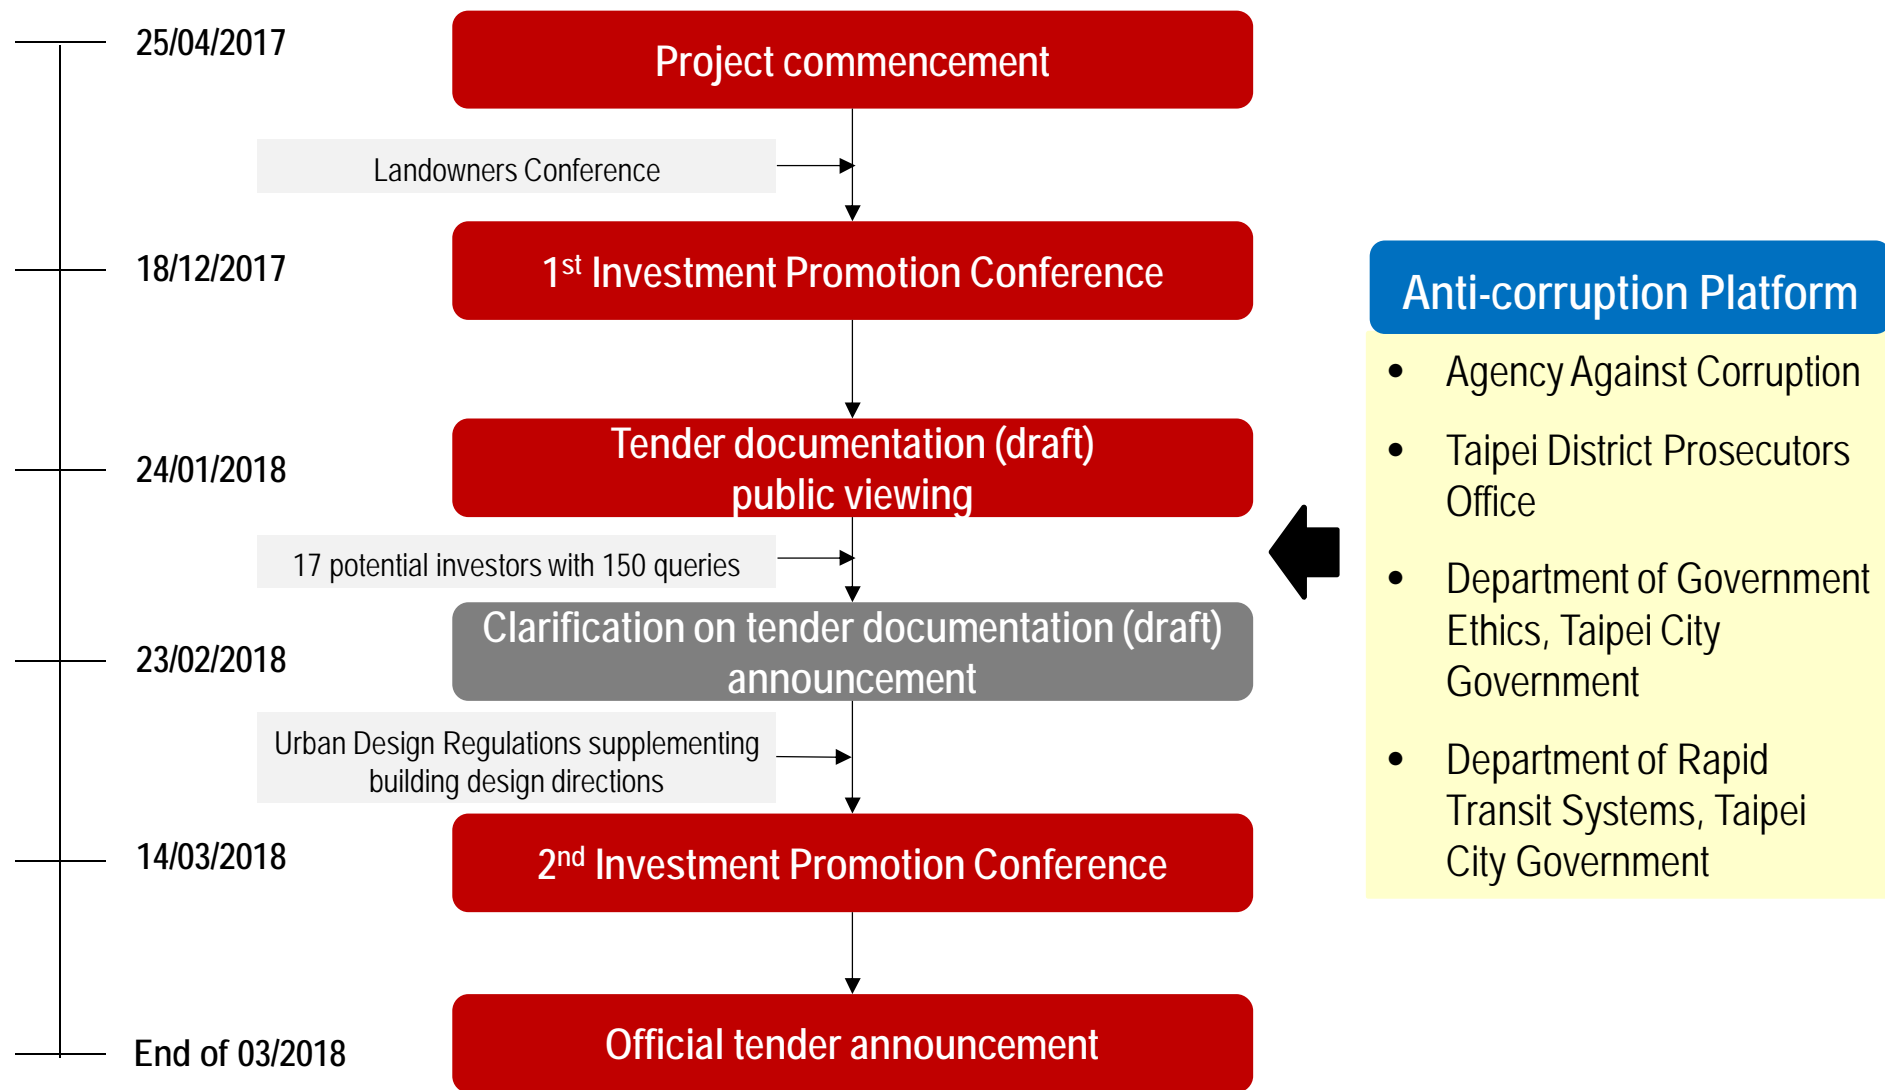 25/04/2017
Project commencement
Landowners Conference
18/12/2017
1st Investment Promotion Conference
24/01/2018
Tender documentation (draft)
public viewing
17 potential investors with 150 queries
23/02/2018
Clarification on tender documentation (draft)
announcement
Urban Design Regulations supplementing
building design directions
14/03/2018
2nd Investment Promotion Conference
End of 03/2018
Official tender announcement
Anti-corruption Platform
• Agency Against Corruption
• Taipei District Prosecutors
Office
• Department of Government
Ethics, Taipei City
Government
• Department of Rapid
Transit Systems, Taipei
City Government